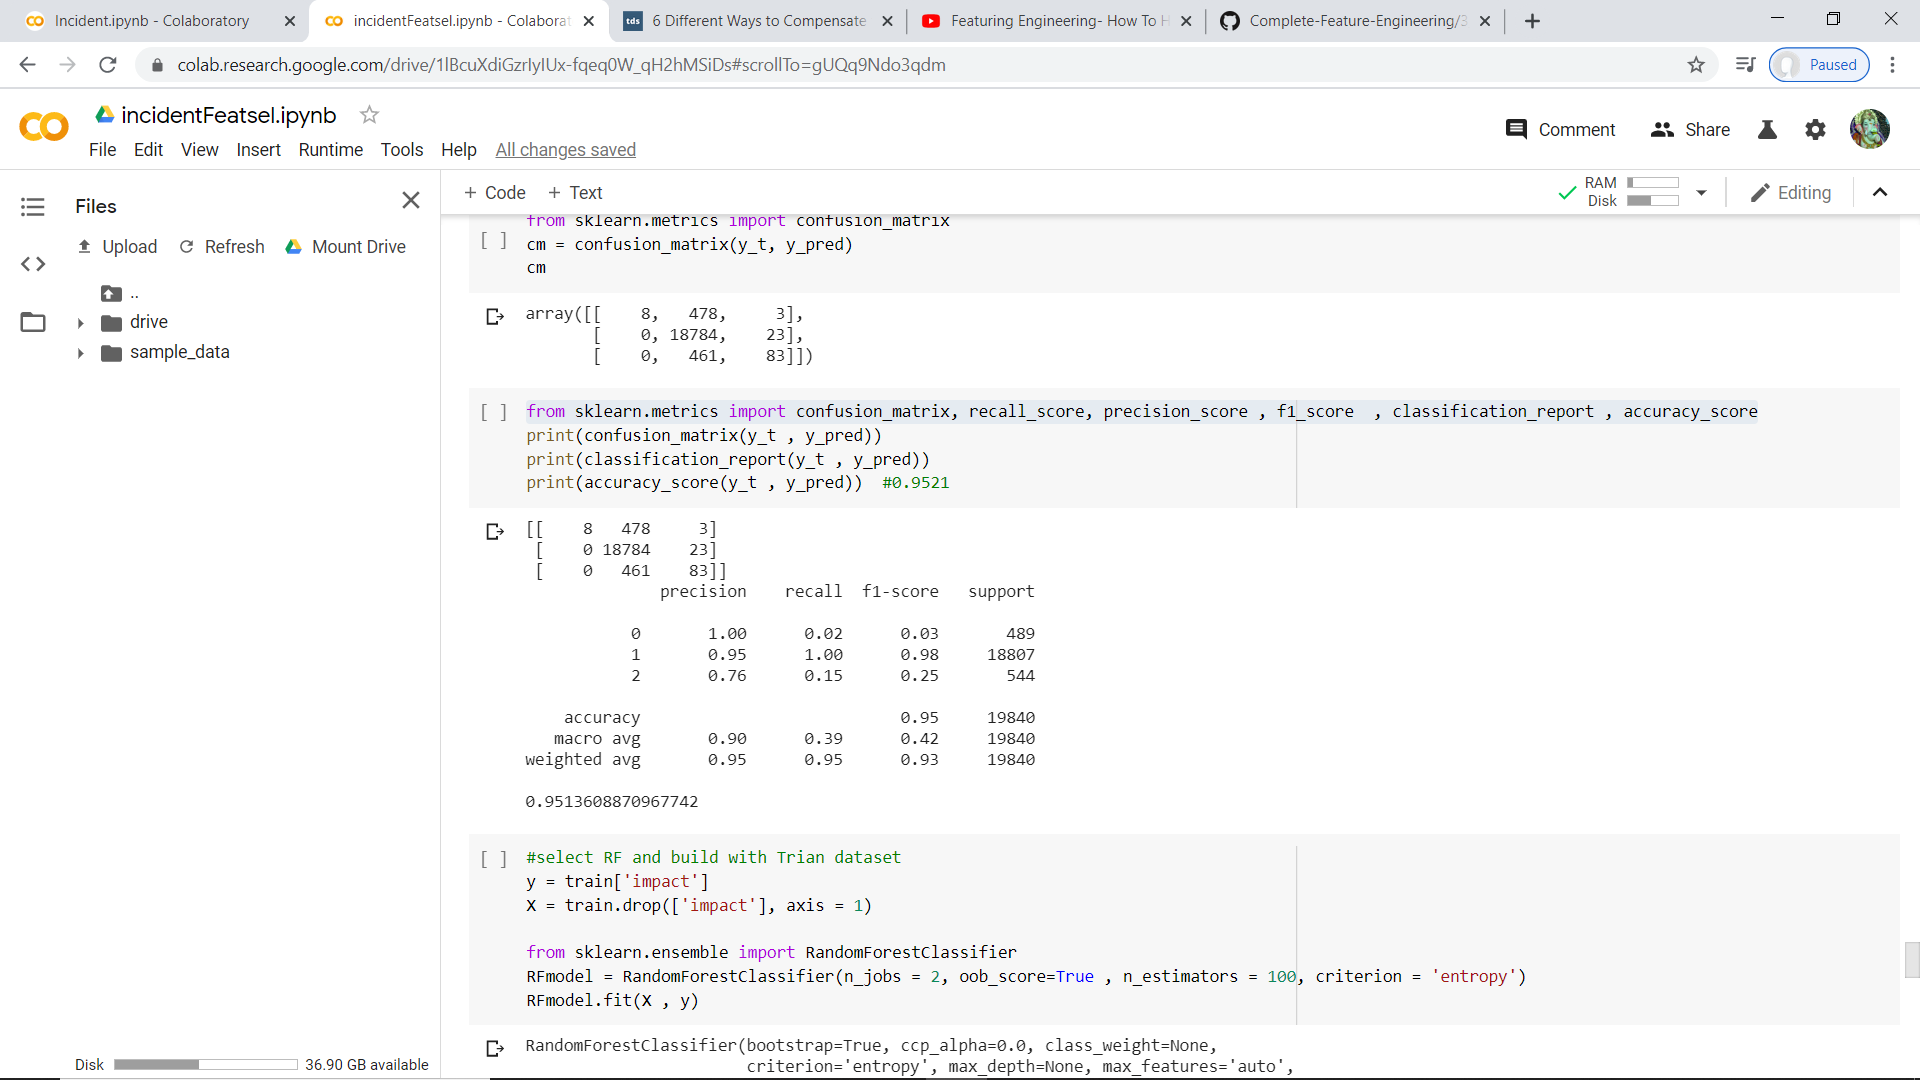 Incident.ipynb - Colaboratory
incidentFeatsel.ipynb - Colaborat
tds 6 Different Ways to Compensate
Featuring Engineering- How To H
Complete-Feature-Engineering/3
colab.research.google.com/drive/1lBcuXdiGzrIyIUx-fqeq0W_qH2hMSiDs#scrollTo=gUQq9Ndo3qdm
Paused
incidentFeatsel.ipynb
Comment
Share
File Edit View Insert Runtime Tools Help All changes saved
Files
+ Code + Text
RAM
Disk
Editing
Upload Refresh Mount Drive
..
drive
sample_data
from sklearn.metrics import confusion_matrix
[ ] cm = confusion_matrix(y_t, y_pred)
cm
array([[    8,   478,     3],
       [    0, 18784,    23],
       [    0,   461,    83]])
[ ] from sklearn.metrics import confusion_matrix, recall_score, precision_score , f1_score  , classification_report , accuracy_score
print(confusion_matrix(y_t , y_pred))
print(classification_report(y_t , y_pred))
print(accuracy_score(y_t , y_pred))  #0.9521
[[    8   478     3]
 [    0 18784    23]
 [    0   461    83]]
              precision    recall  f1-score   support
           0       1.00      0.02      0.03       489
           1       0.95      1.00      0.98     18807
           2       0.76      0.15      0.25       544
    accuracy                           0.95     19840
   macro avg       0.90      0.39      0.42     19840
weighted avg       0.95      0.95      0.93     19840
0.9513608870967742
[ ] #select RF and build with Trian dataset
y = train['impact']
X = train.drop(['impact'], axis = 1)
from sklearn.ensemble import RandomForestClassifier
RFmodel = RandomForestClassifier(n_jobs = 2, oob_score=True , n_estimators = 100, criterion = 'entropy')
RFmodel.fit(X , y)
RandomForestClassifier(bootstrap=True, ccp_alpha=0.0, class_weight=None,
                       criterion='entropy', max_depth=None, max_features='auto',
Disk 36.90 GB available